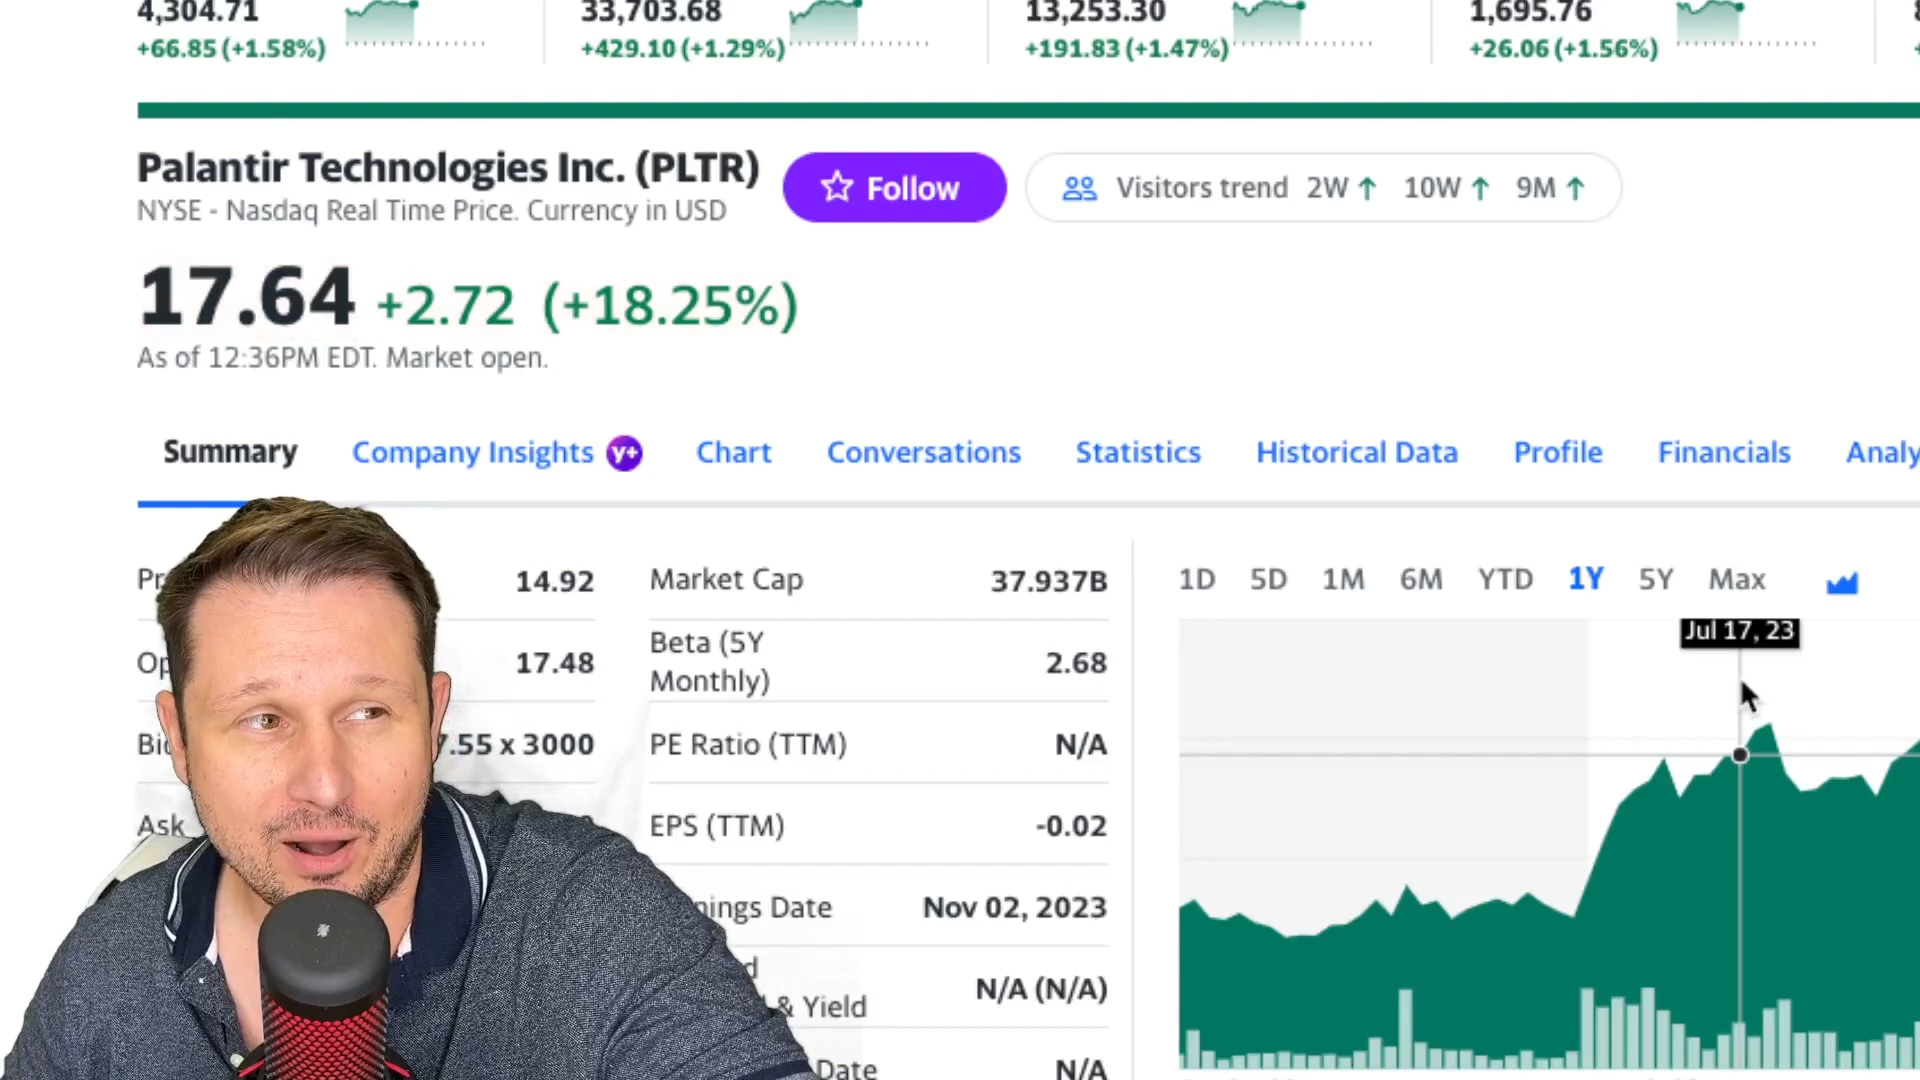 4,304.71 33,703.68 13,253.30 1,695.76
+66.85 (+1.58%) +429.10 (+1.29%) +191.83 (+1.47%) +26.06 (+1.56%)
Palantir Technologies Inc. (PLTR)
NYSE - Nasdaq Real Time Price. Currency in USD
Follow
Visitors trend 2W ↑ 10W ↑ 9M ↑
17.64 +2.72 (+18.25%)
As of 12:36PM EDT. Market open.
Summary Company Insights y+ Chart Conversations Statistics Historical Data Profile Financials Analy
14.92
17.48
7.55 x 3000
Ask
Market Cap 37.937B
Beta (5Y
Monthly) 2.68
PE Ratio (TTM) N/A
EPS (TTM) -0.02
nings Date Nov 02, 2023
& Yield N/A (N/A)
Date N/A
1D 5D 1M 6M YTD 1Y 5Y Max
Jul 17, 23